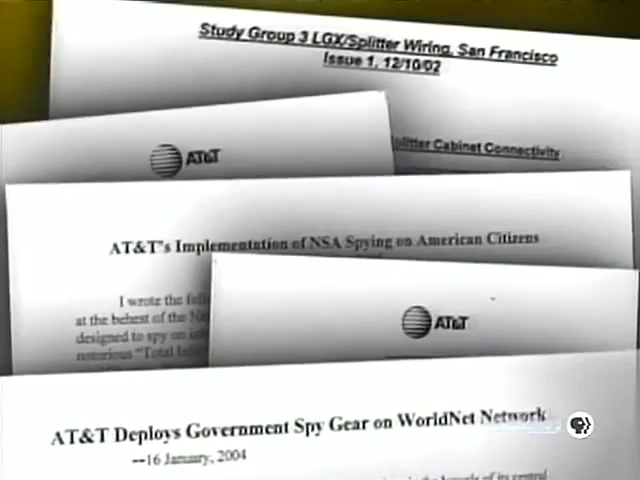 Study Group 3 LGX/Splitter Wiring, San Francisco
Issue 1, 12/10/02
Splitter Cabinet Connectivity
AT&T
AT&T's Implementation of NSA Spying on American Citizens
I wrote the
at the behest of the
designed to spy on
notorious "Total
AT&T
AT&T Deploys Government Spy Gear on WorldNet Network
--16 January, 2004